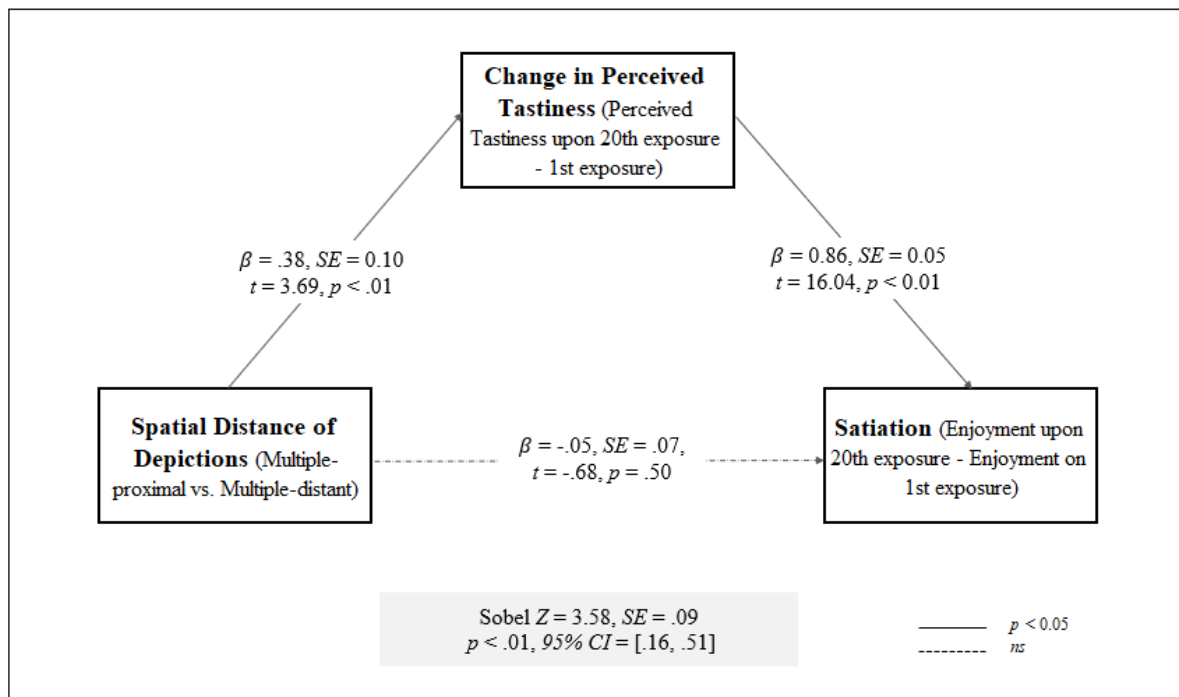 Change in Perceived
Tastiness (Perceived
Tastiness upon 20th exposure
- 1st exposure)
β = .38, SE = 0.10
t = 3.69, p < .01
β = 0.86, SE = 0.05
t = 16.04, p < 0.01
Spatial Distance of
Depictions (Multiple-
proximal vs. Multiple-distant)
β = -.05, SE = .07,
t = -.68, p = .50
Satiation (Enjoyment upon
20th exposure - Enjoyment on
1st exposure)
Sobel Z = 3.58, SE = .09
p < .01, 95% CI = [.16, .51]
p < 0.05
ns